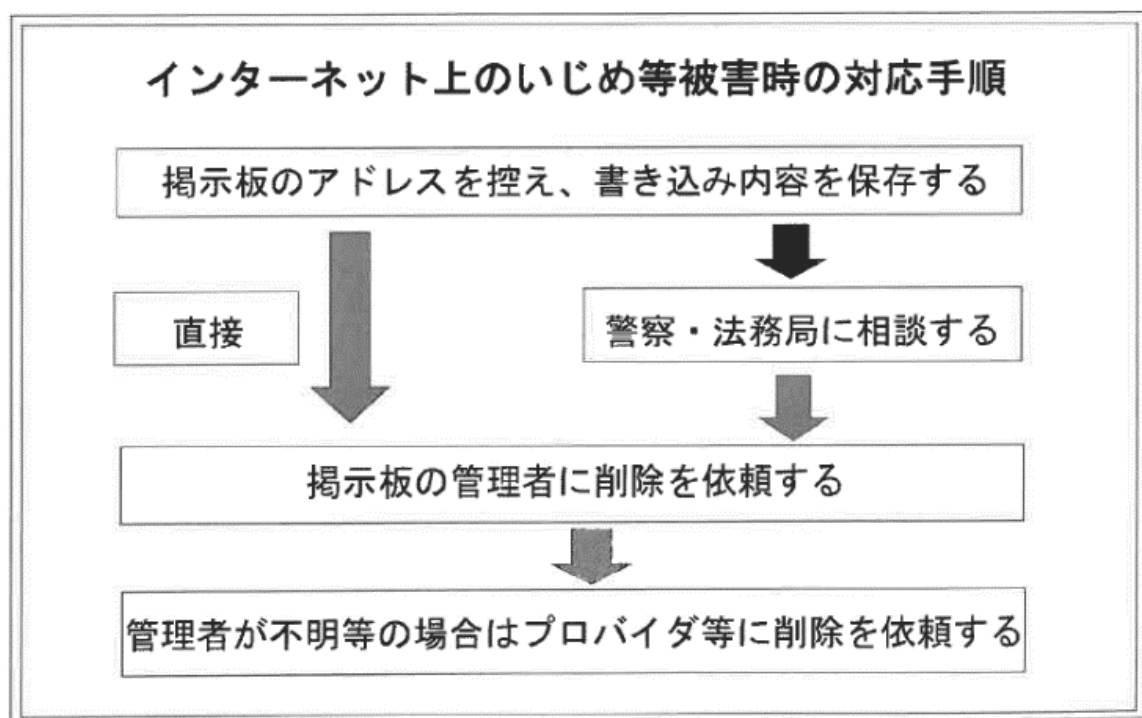 インターネット上のいじめ等被害時の対応手順
掲示板のアドレスを控え、書き込み内容を保存する
直接
警察・法務局に相談する
掲示板の管理者に削除を依頼する
管理者が不明等の場合はプロバイダ等に削除を依頼する